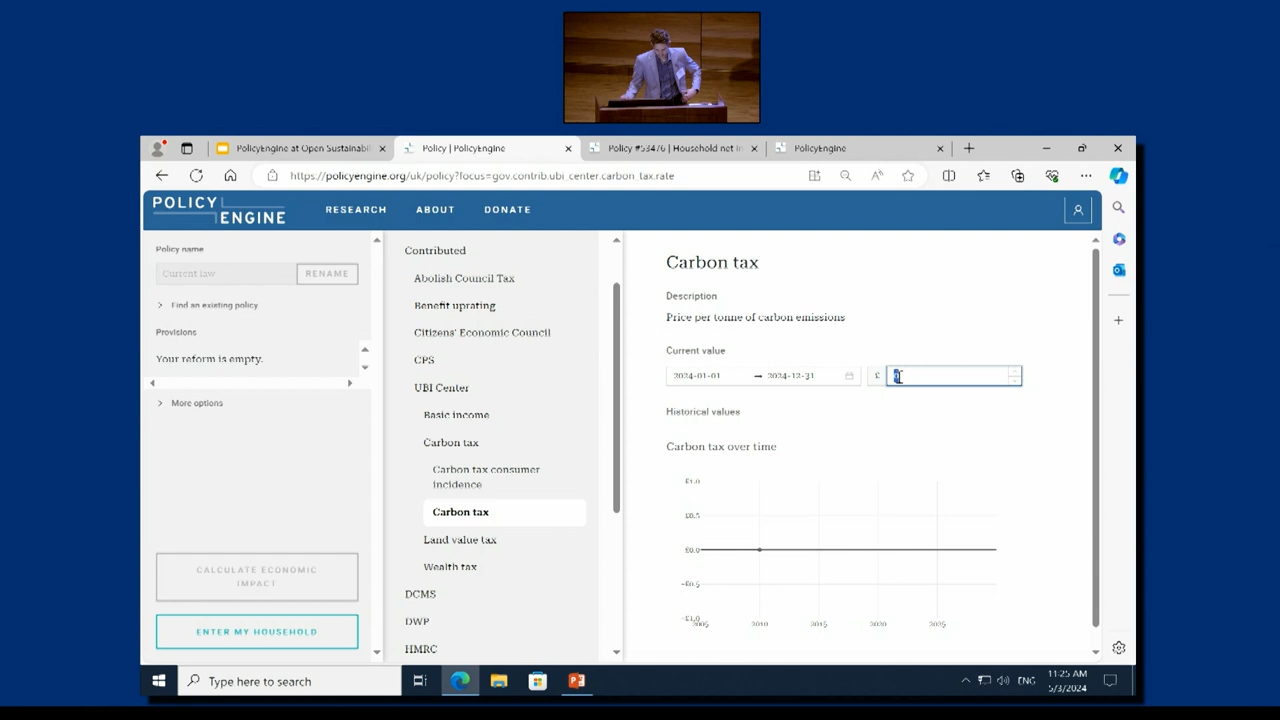 PolicyEngine at Open Sustainabil
Policy | PolicyEngine
Policy #53476 | Household net in
PolicyEngine
https://policyengine.org/uk/policy?focus=gov.contrib.ubi_center.carbon_tax.rate
POLICY ENGINE
RESEARCH
ABOUT
DONATE
Policy name
Current law
RENAME
Find an existing policy
Provisions
Your reform is empty.
More options
CALCULATE ECONOMIC
IMPACT
ENTER MY HOUSEHOLD
Contributed
Abolish Council Tax
Benefit uprating
Citizens' Economic Council
CPS
UBI Center
Basic income
Carbon tax
Carbon tax consumer
incidence
Carbon tax
Land value tax
Wealth tax
DCMS
DWP
HMRC
Carbon tax
Description
Price per tonne of carbon emissions
Current value
2024-01-01 → 2024-12-31 £
Historical values
Carbon tax over time
£1.0
£0.5
£0.0
-£0.5
-£1.0
2005 2010 2015 2020 2025
Type here to search
ENG
11:25 AM
5/3/2024